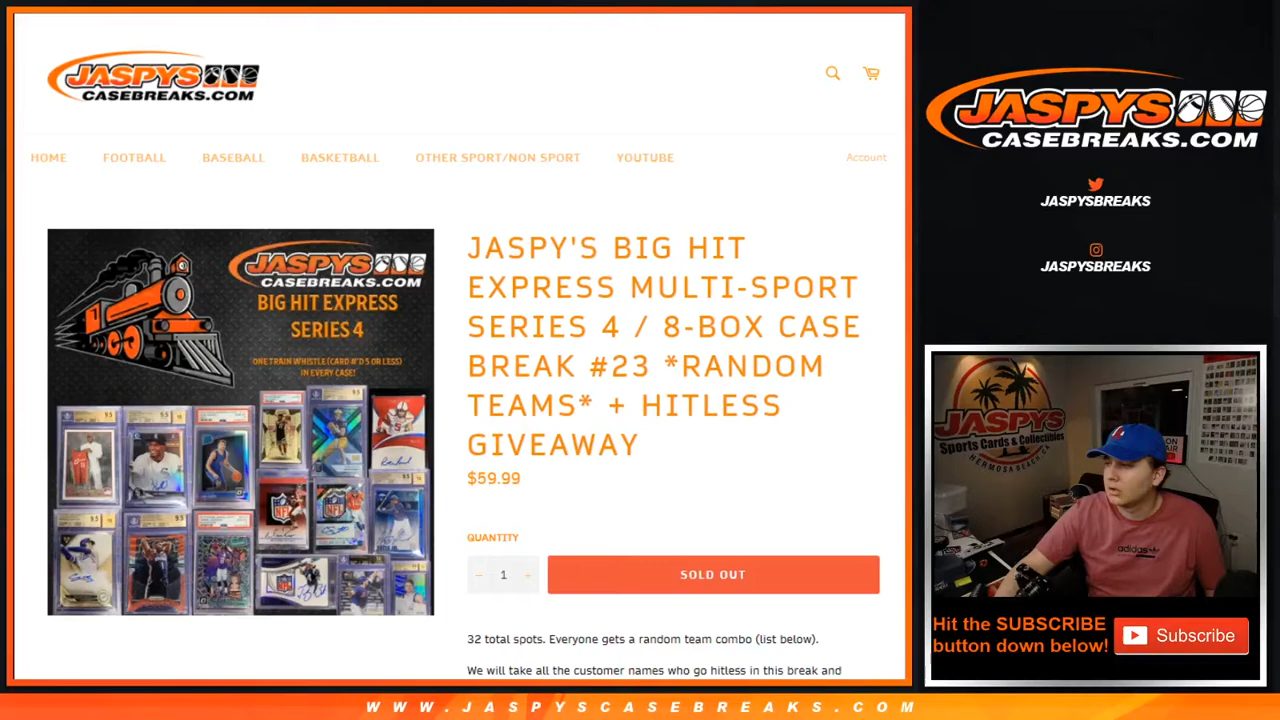 JASPYS
CASEBREAKS.COM
HOME FOOTBALL BASEBALL BASKETBALL OTHER SPORT/NON SPORT YOUTUBE Account
JASPYS
CASEBREAKS.COM
BIG HIT EXPRESS
SERIES 4
ONE TRAIN WHISTLE (CARD #'D 5 OR LESS)
IN EVERY CASE!
JASPY'S BIG HIT
EXPRESS MULTI-SPORT
SERIES 4 / 8-BOX CASE
BREAK #23 *RANDOM
TEAMS* + HITLESS
GIVEAWAY
$59.99
QUANTITY
− 1 +
SOLD OUT
32 total spots. Everyone gets a random team combo (list below).
We will take all the customer names who go hitless in this break and
JASPYS
CASEBREAKS.COM
JASPYSBREAKS
JASPYSBREAKS
JASPYS
Sports Cards & Collectibles
HERMOSA BEACH, CA
adidas
Hit the SUBSCRIBE
button down below!
Subscribe
WWW.JASPYSCASEBREAKS.COM